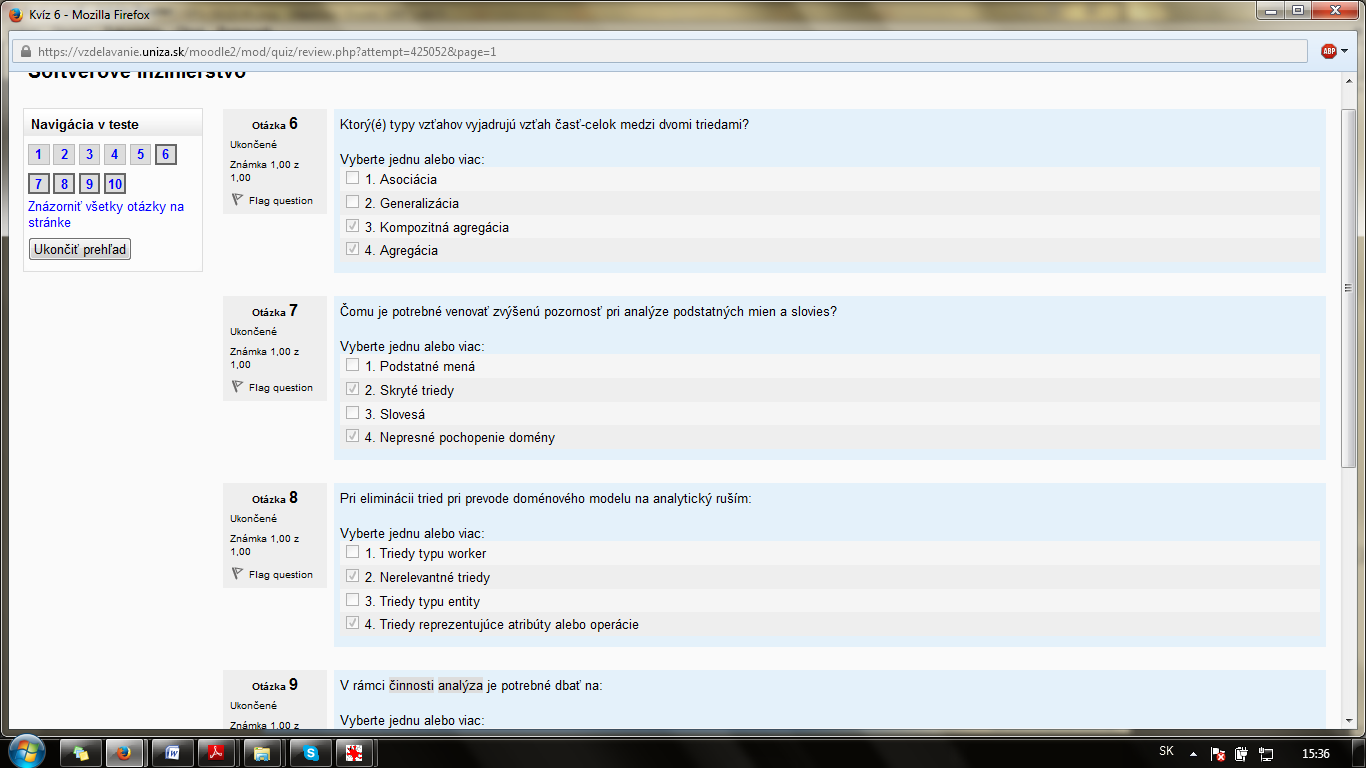 Kvíz 6 - Mozilla Firefox
https://vzdelavanie.uniza.sk/moodle2/mod/quiz/review.php?attempt=425052&page=1
ABP
Softvérové inžinierstvo
Navigácia v teste
1 2 3 4 5 6
7 8 9 10
Znázorniť všetky otázky na
stránke
Ukončiť prehľad
Otázka 6
Ukončené
Známka 1,00 z
1,00
Flag question
Ktorý(é) typy vzťahov vyjadrujú vzťah časť-celok medzi dvomi triedami?
Vyberte jednu alebo viac:
1. Asociácia
2. Generalizácia
3. Kompozitná agregácia
4. Agregácia
Otázka 7
Ukončené
Známka 1,00 z
1,00
Flag question
Čomu je potrebné venovať zvýšenú pozornosť pri analýze podstatných mien a slovies?
Vyberte jednu alebo viac:
1. Podstatné mená
2. Skryté triedy
3. Slovesá
4. Nepresné pochopenie domény
Otázka 8
Ukončené
Známka 1,00 z
1,00
Flag question
Pri eliminácii tried pri prevode doménového modelu na analytický ruším:
Vyberte jednu alebo viac:
1. Triedy typu worker
2. Nerelevantné triedy
3. Triedy typu entity
4. Triedy reprezentujúce atribúty alebo operácie
Otázka 9
Ukončené
Známka 1,00 z
V rámci činnosti analýza je potrebné dbať na:
Vyberte jednu alebo viac:
SK
15:36